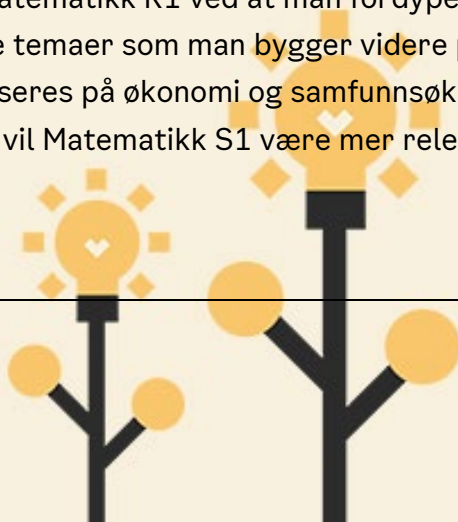 atematikk R1 ved at man fordype
e temaer som man bygger videre
seres på økonomi og samfunnsøk
vil Matematikk S1 være mer rele